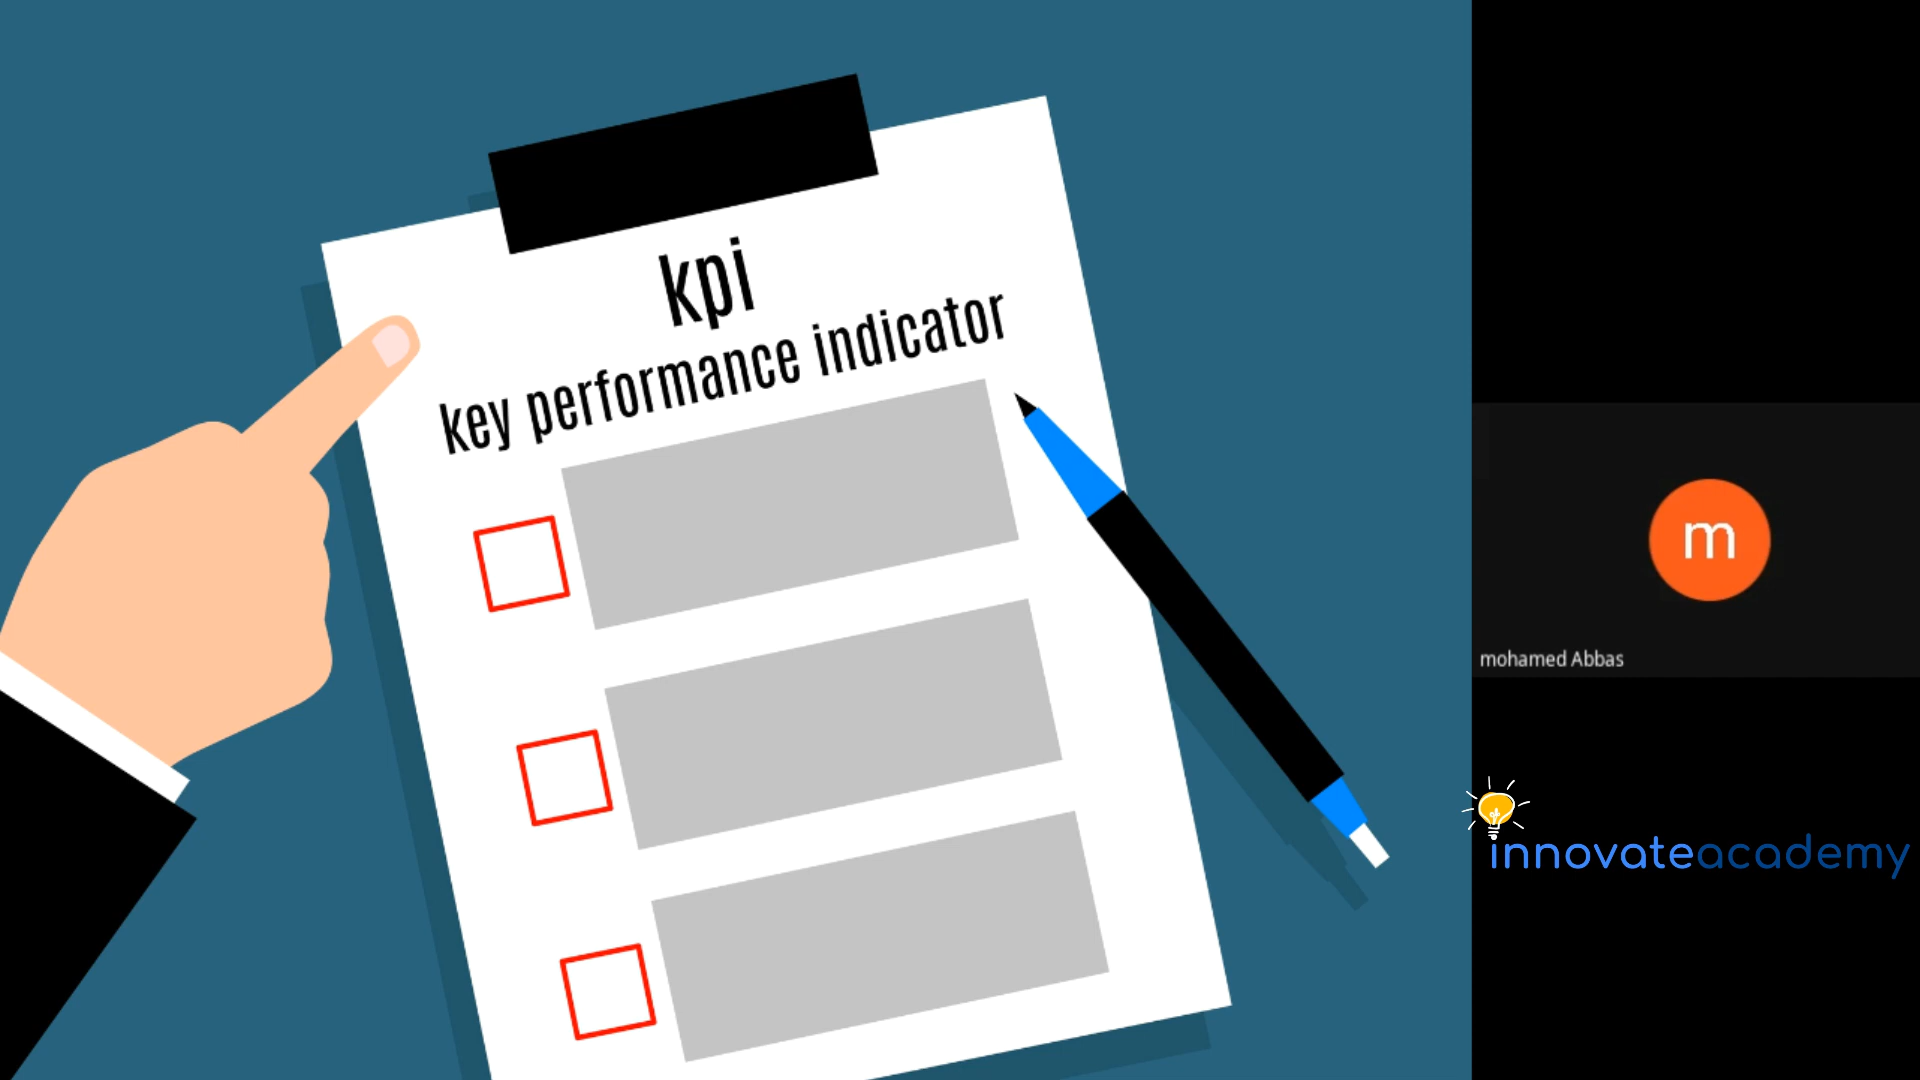 kpi
key performance indicator
m
mohamed Abbas
innovateacademy